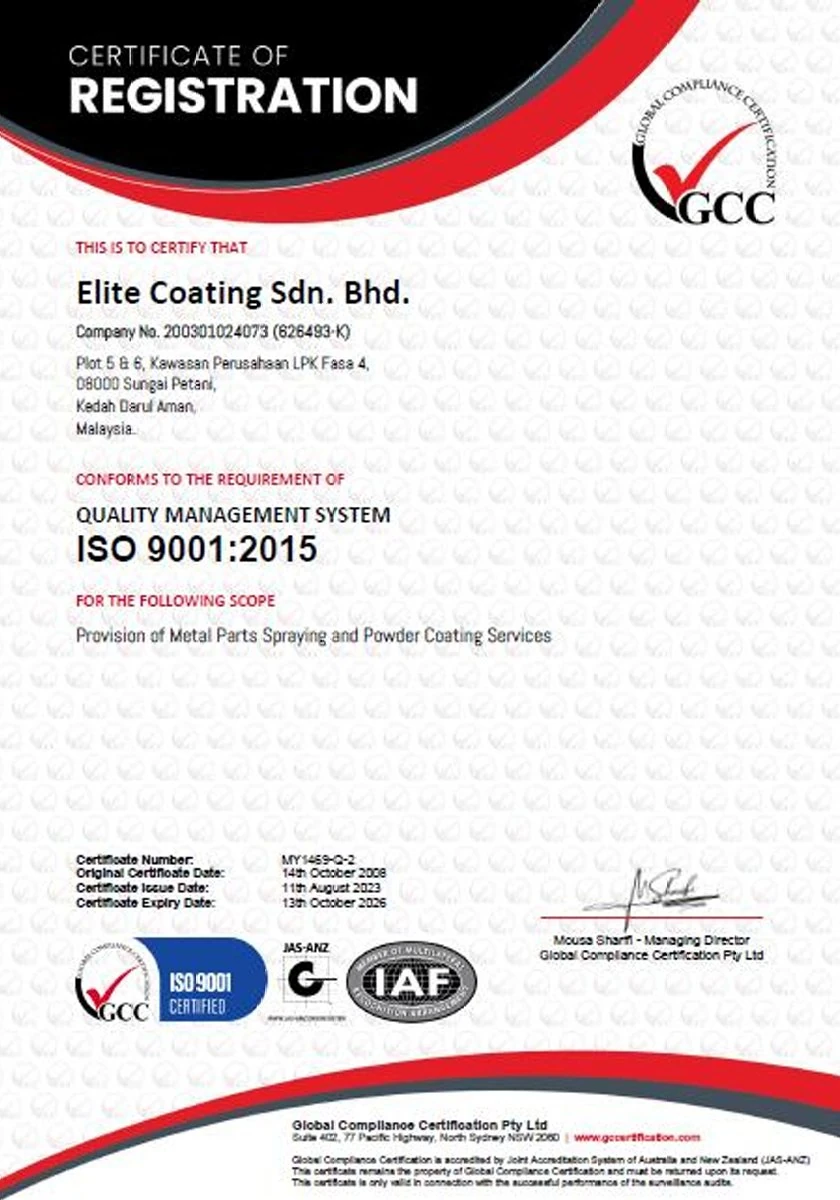 CERTIFICATE OF
REGISTRATION
GLOBAL COMPLIANCE CERTIFICATION
GCC
THIS IS TO CERTIFY THAT
Elite Coating Sdn. Bhd.
Company No. 200301024073 (626493-K)
Plot 5 & 6, Kawasan Perusahaan LPK Fasa 4,
08000 Sungai Petani,
Kedah Darul Aman,
Malaysia.
CONFORMS TO THE REQUIREMENT OF
QUALITY MANAGEMENT SYSTEM
ISO 9001:2015
FOR THE FOLLOWING SCOPE
Provision of Metal Parts Spraying and Powder Coating Services
Certificate Number: MY1469-Q-2
Original Certificate Date: 14th October 2008
Certificate Issue Date: 11th August 2023
Certificate Expiry Date: 13th October 2026
Mousa Sharifi - Managing Director
Global Compliance Certification Pty Ltd
GLOBAL COMPLIANCE CERTIFICATION
GCC
ISO 9001
CERTIFIED
JAS-ANZ
MEMBER OF MULTILATERAL
IAF
RECOGNITION ARRANGEMENT
Global Compliance Certification Pty Ltd
Suite 402, 77 Pacific Highway, North Sydney NSW 2060 | www.gccertification.com
Global Compliance Certification is accredited by Joint Accreditation System of Australia and New Zealand (JAS-ANZ)
This certificate remains the property of Global Compliance Certification and must be returned upon its request.
This certificate is only valid in connection with the successful performance of the surveillance audits.